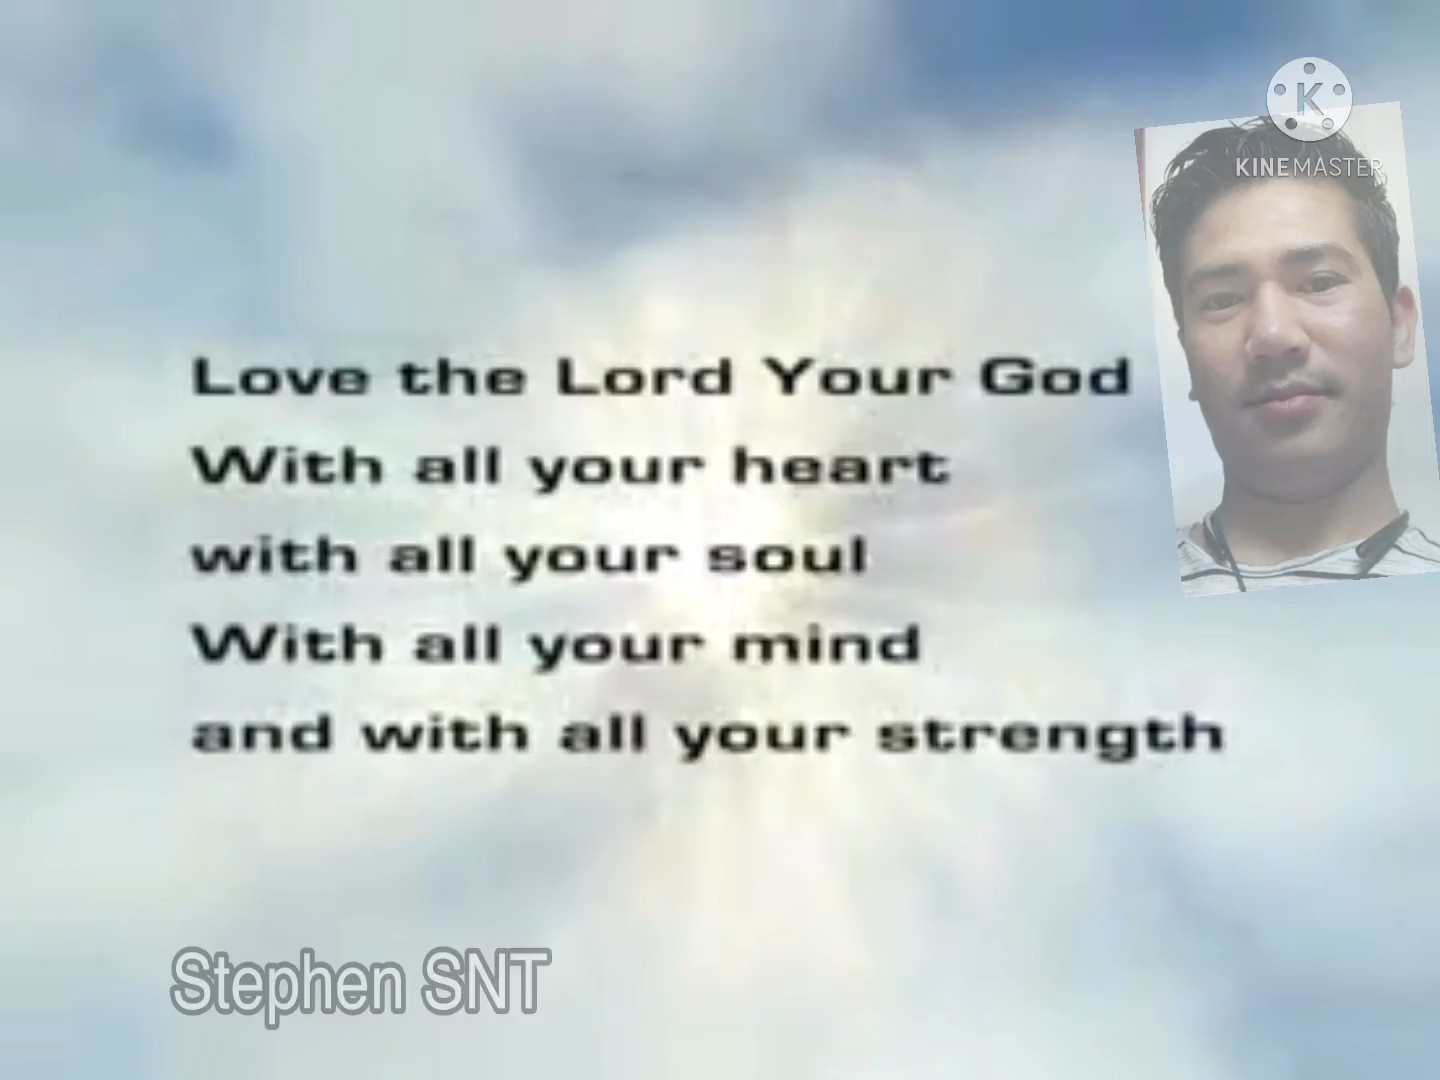 K
KINEMASTER
Love the Lord Your God
With all your heart
with all your soul
With all your mind
and with all your strength
Stephen SNT